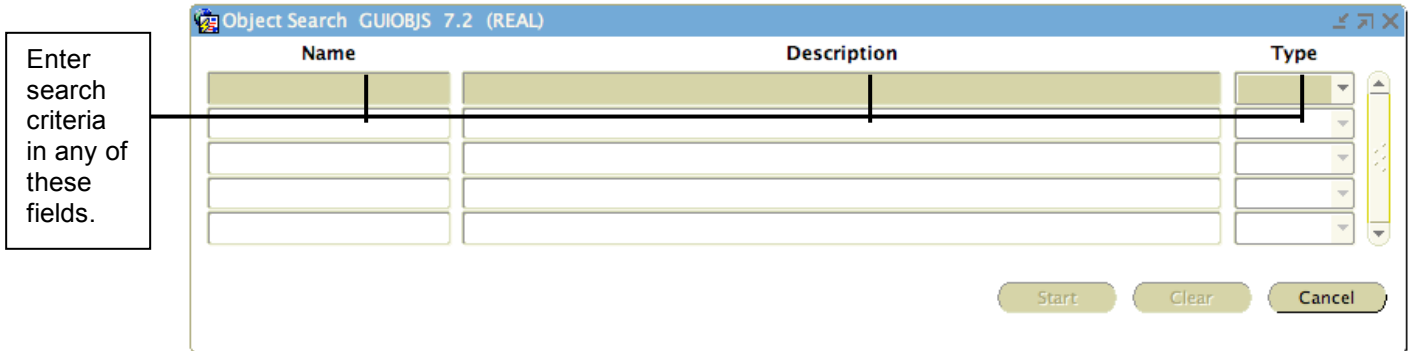 Object Search GUIOBJS 7.2 (REAL)
Name Description Type
Enter
search
criteria
in any of
these
fields.
Start Clear Cancel